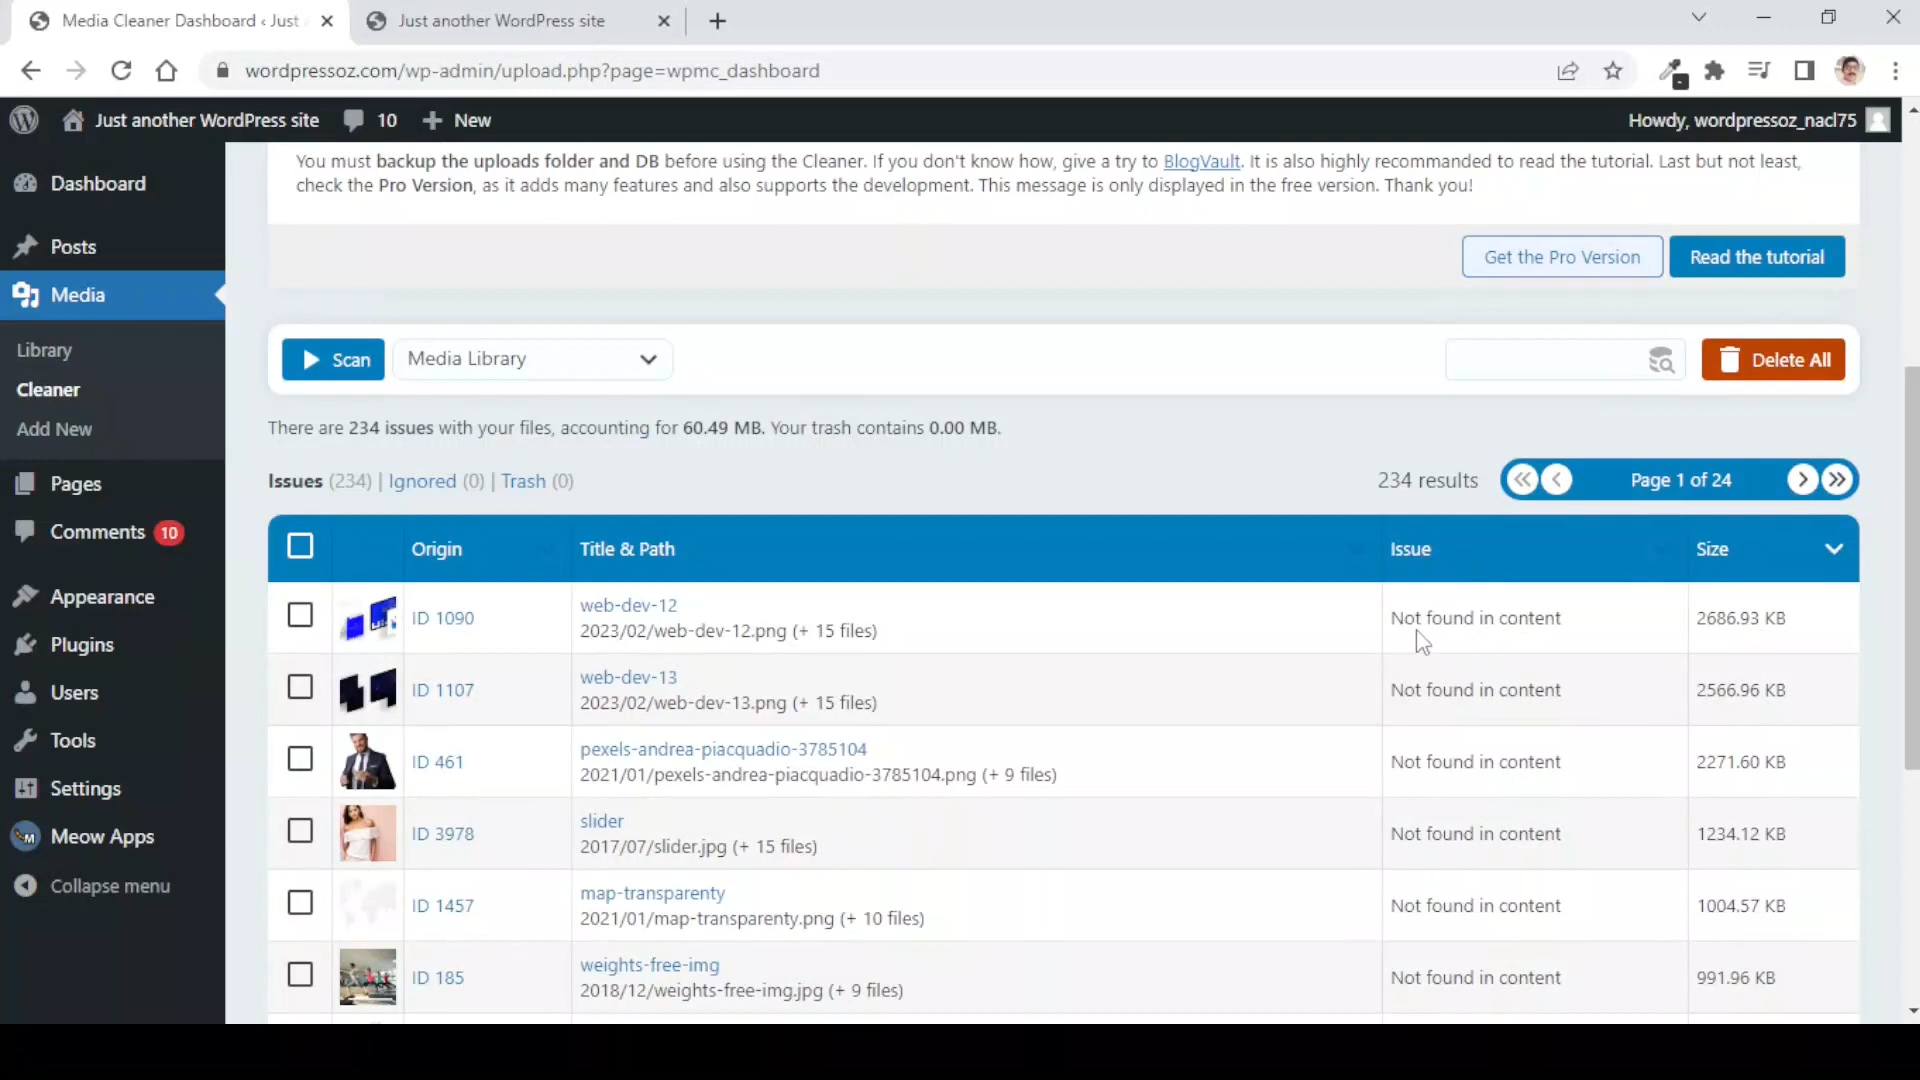 Media Cleaner Dashboard ‹ Just
Just another WordPress site
wordpressoz.com/wp-admin/upload.php?page=wpmc_dashboard
Just another WordPress site
10
New
Howdy, wordpressoz_nacl75
You must backup the uploads folder and DB before using the Cleaner. If you don't know how, give a try to BlogVault. It is also highly recommanded to read the tutorial. Last but not least,
check the Pro Version, as it adds many features and also supports the development. This message is only displayed in the free version. Thank you!
Get the Pro Version
Read the tutorial
Dashboard
Posts
Media
Library
Cleaner
Add New
Pages
Comments 10
Appearance
Plugins
Users
Tools
Settings
Meow Apps
Collapse menu
Scan
Media Library
Delete All
There are 234 issues with your files, accounting for 60.49 MB. Your trash contains 0.00 MB.
Issues (234) | Ignored (0) | Trash (0)
234 results
Page 1 of 24
Origin
Title & Path
Issue
Size
ID 1090
web-dev-12
2023/02/web-dev-12.png (+ 15 files)
Not found in content
2686.93 KB
ID 1107
web-dev-13
2023/02/web-dev-13.png (+ 15 files)
Not found in content
2566.96 KB
ID 461
pexels-andrea-piacquadio-3785104
2021/01/pexels-andrea-piacquadio-3785104.png (+ 9 files)
Not found in content
2271.60 KB
ID 3978
slider
2017/07/slider.jpg (+ 15 files)
Not found in content
1234.12 KB
ID 1457
map-transparenty
2021/01/map-transparenty.png (+ 10 files)
Not found in content
1004.57 KB
ID 185
weights-free-img
2018/12/weights-free-img.jpg (+ 9 files)
Not found in content
991.96 KB